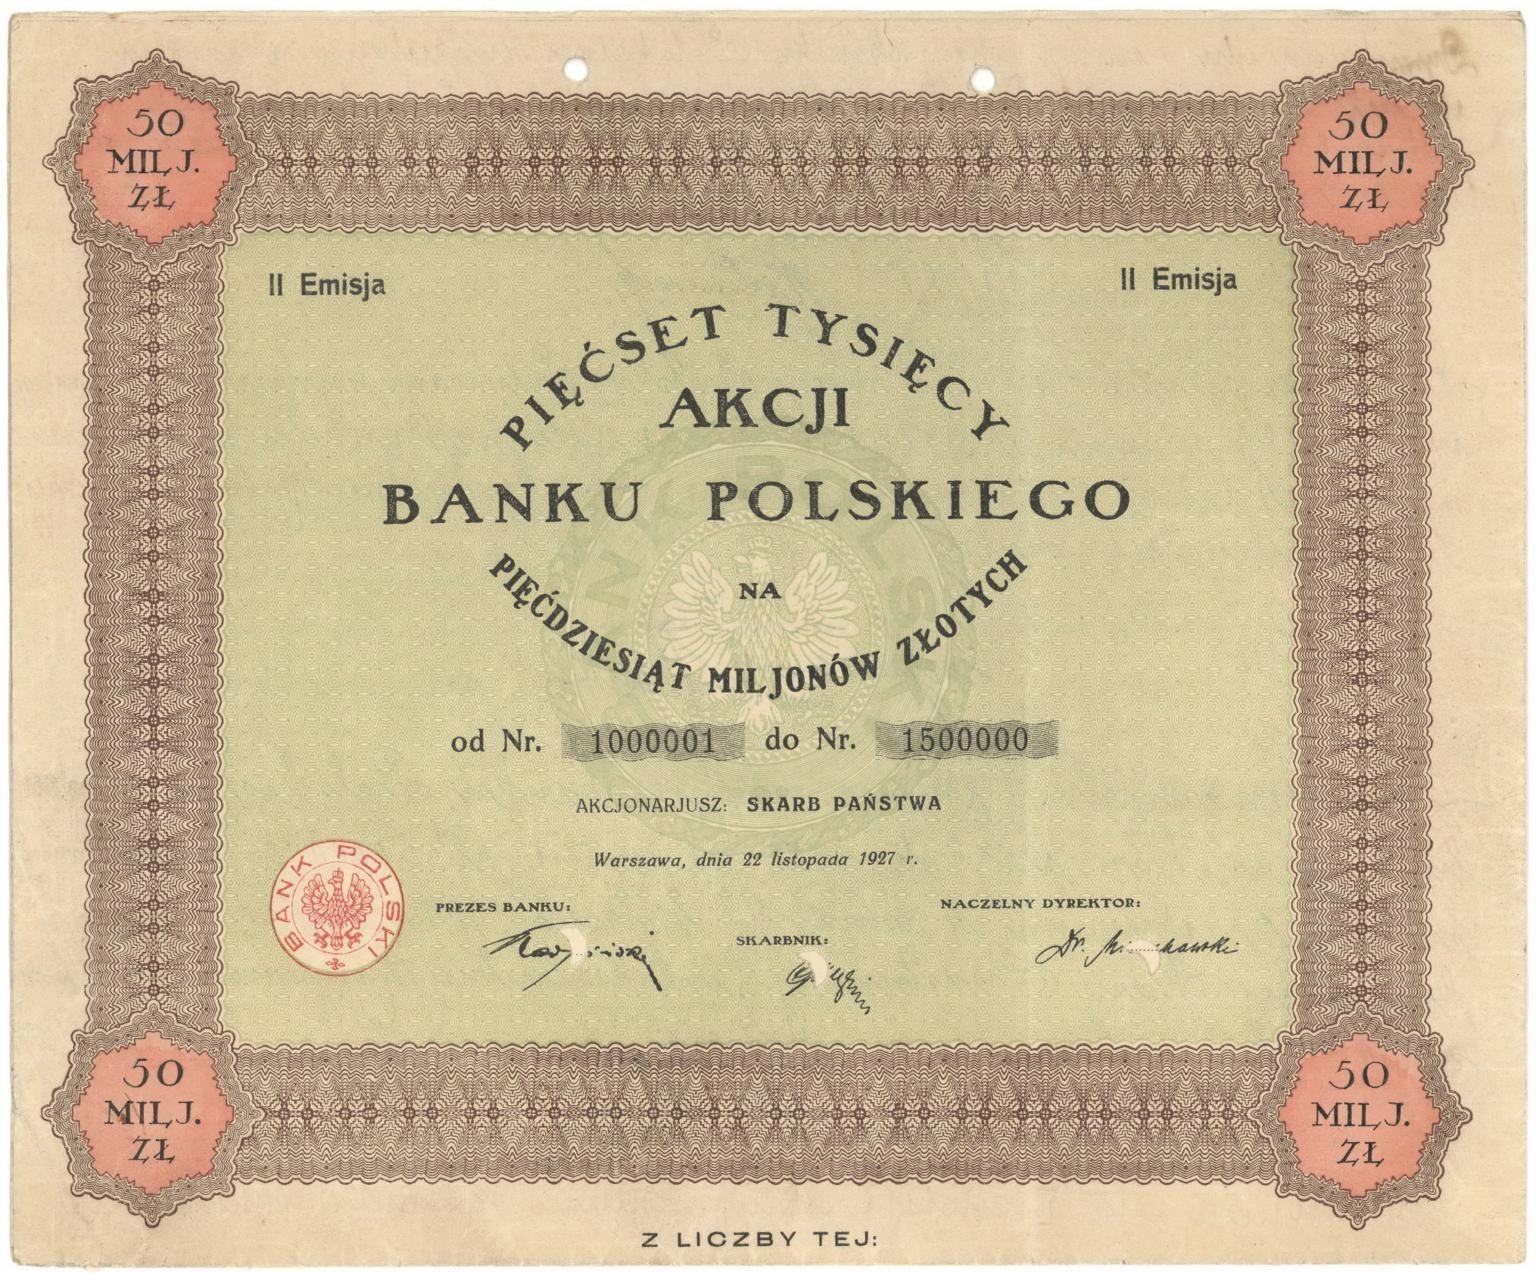 50
MILJ.
ZŁ
50
MILJ.
ZŁ
II Emisja
II Emisja
PIĘĆSET TYSIĘCY
AKCJI
BANKU POLSKIEGO
NA
PIĘĆDZIESIĄT MILJONÓW ZŁOTYCH
od Nr. 1000001 do Nr. 1500000
AKCJONARJUSZ: SKARB PAŃSTWA
Warszawa, dnia 22 listopada 1927 r.
BANK POLSKI
PREZES BANKU:
SKARBNIK:
NACZELNY DYREKTOR:
50
MILJ.
ZŁ
50
MILJ.
ZŁ
Z LICZBY TEJ: